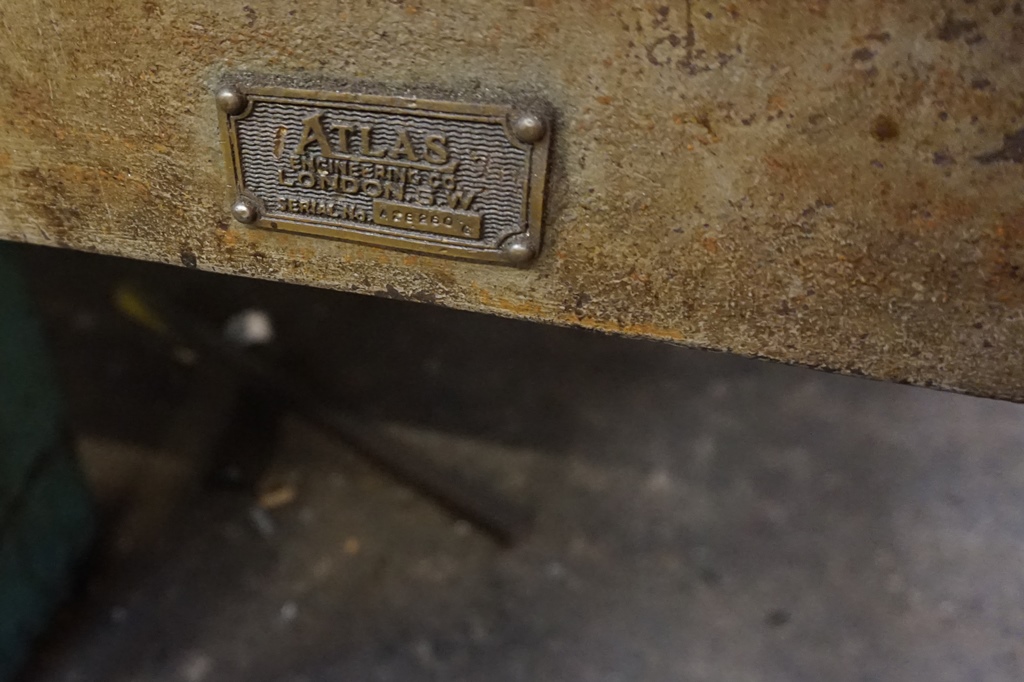 ATLAS
ENGINEERING CO
LONDON. S.W.
SERIAL No.